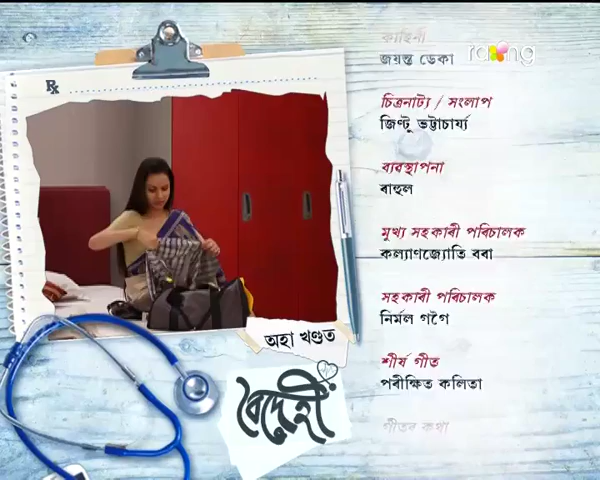 কাহিনী
জয়ন্ত ডেকা
rang
চিত্ৰনাট্য / সংলাপ
জিণ্টু ভট্টাচাৰ্য্য
ব্যৱস্থাপনা
ৰাহুল
মুখ্য সহকাৰী পৰিচালক
কল্যাণজ্যোতি বৰা
সহকাৰী পৰিচালক
নিৰ্মল গগৈ
শীৰ্ষ গীত
পৰীক্ষিত কলিতা
গীতৰ কথা
Rx
অহা খণ্ডত
বৈদেহী